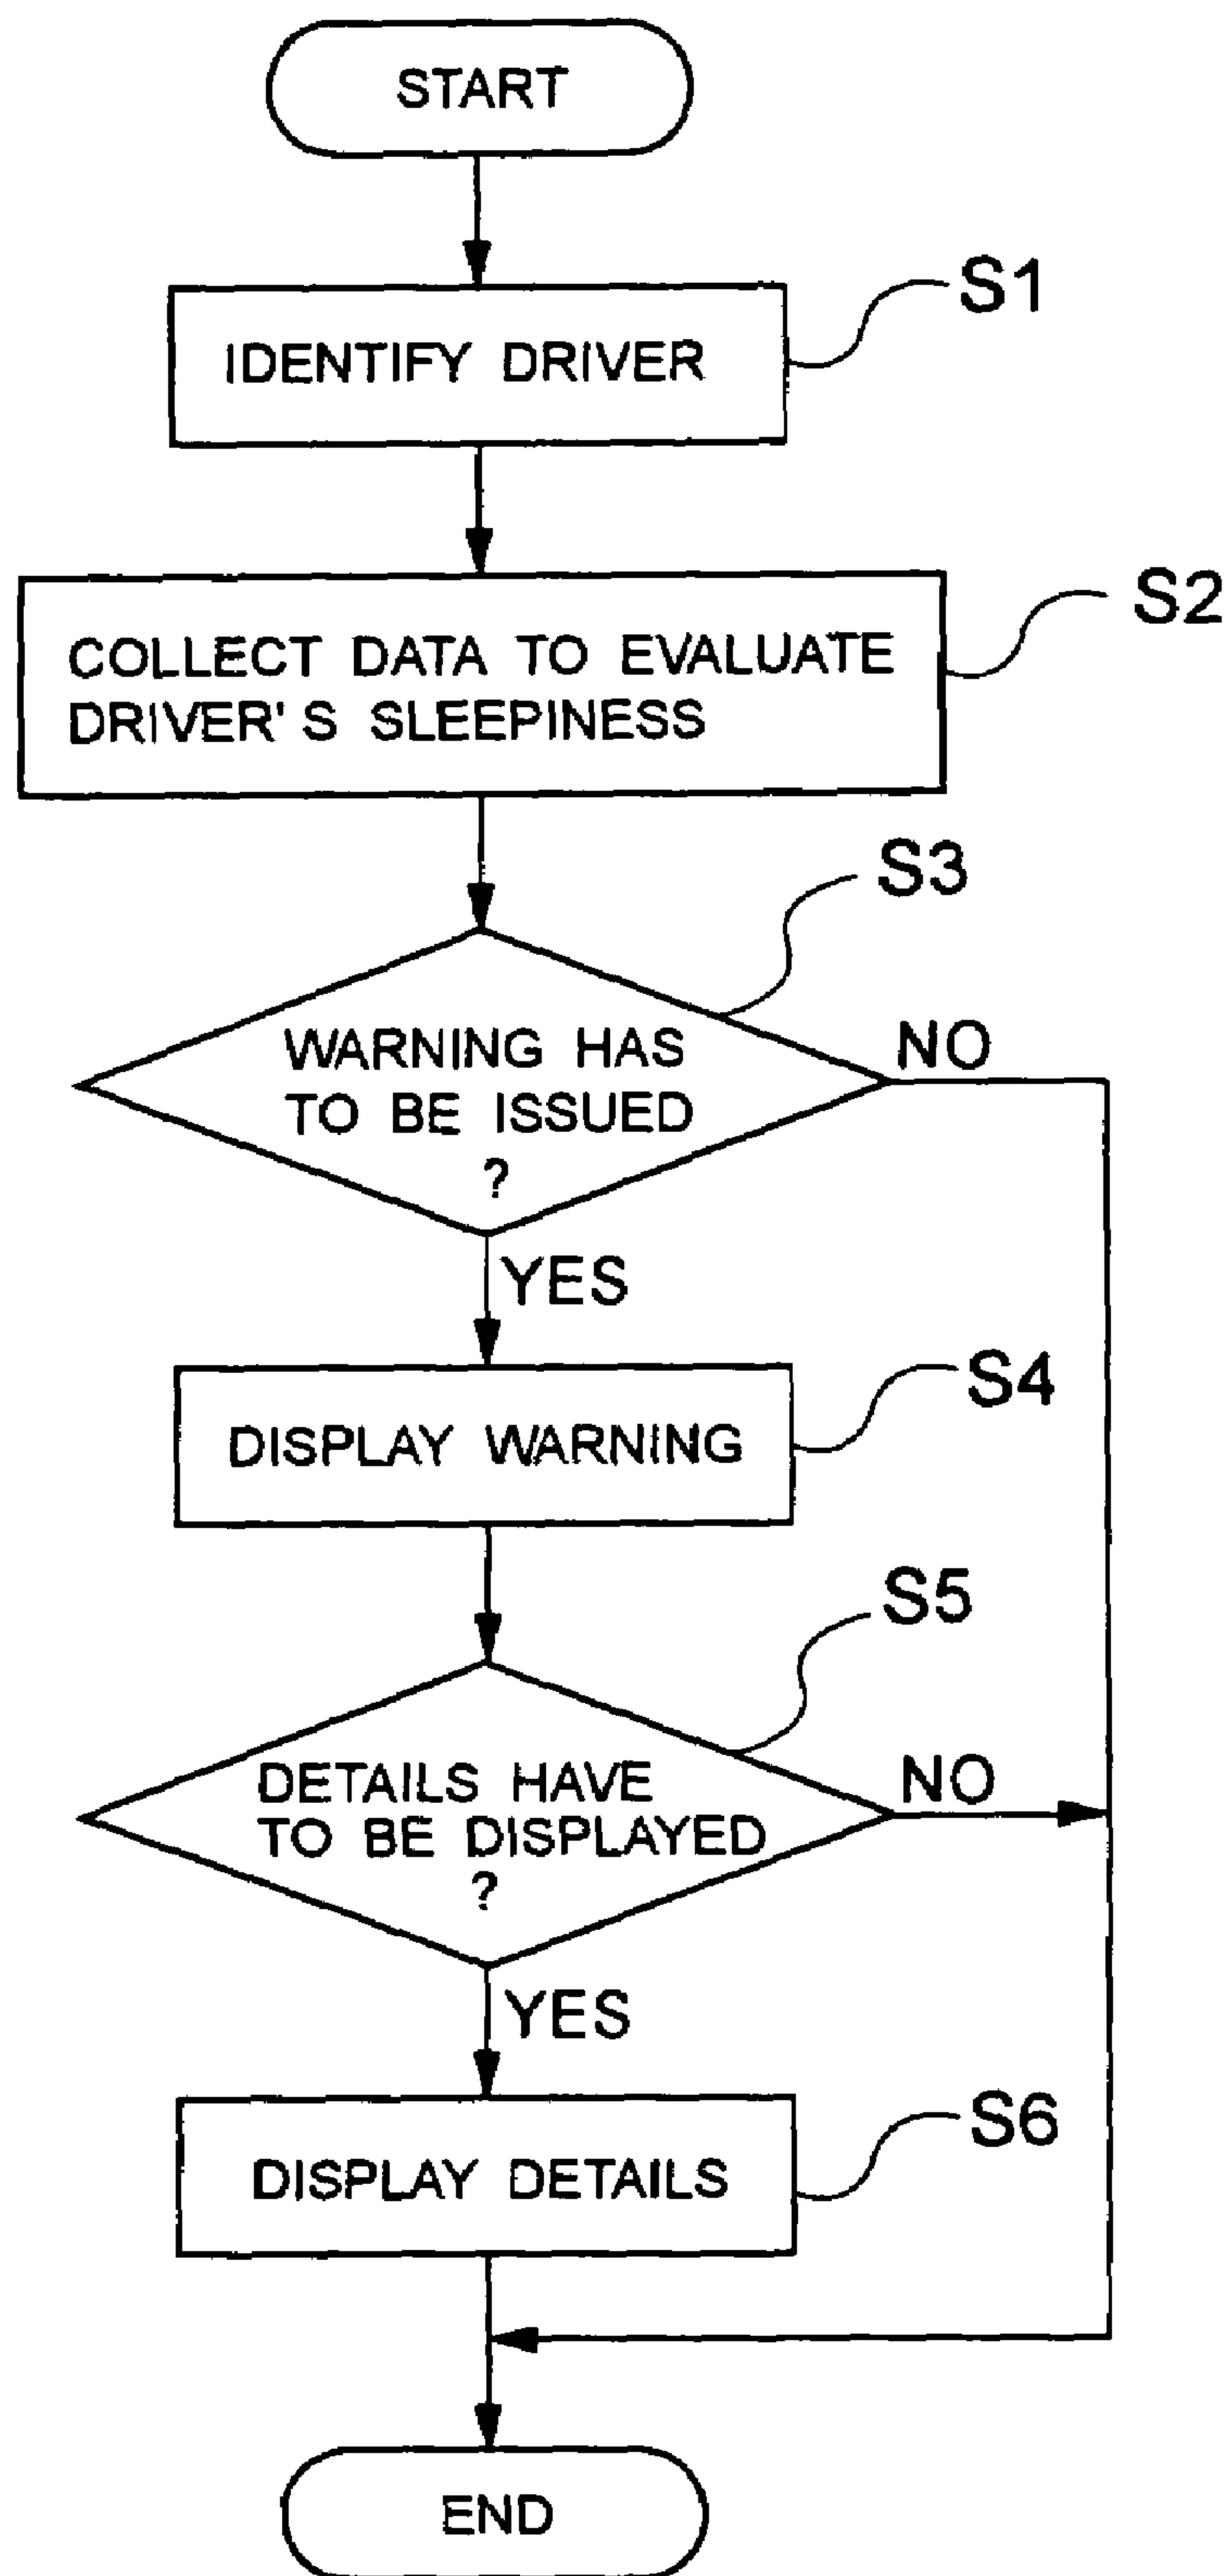 START
S1
IDENTIFY DRIVER
S2
COLLECT DATA TO EVALUATE
DRIVER'S SLEEPINESS
S3
WARNING HAS
TO BE ISSUED
?
NO
YES
S4
DISPLAY WARNING
S5
DETAILS HAVE
TO BE DISPLAYED
?
NO
YES
S6
DISPLAY DETAILS
END